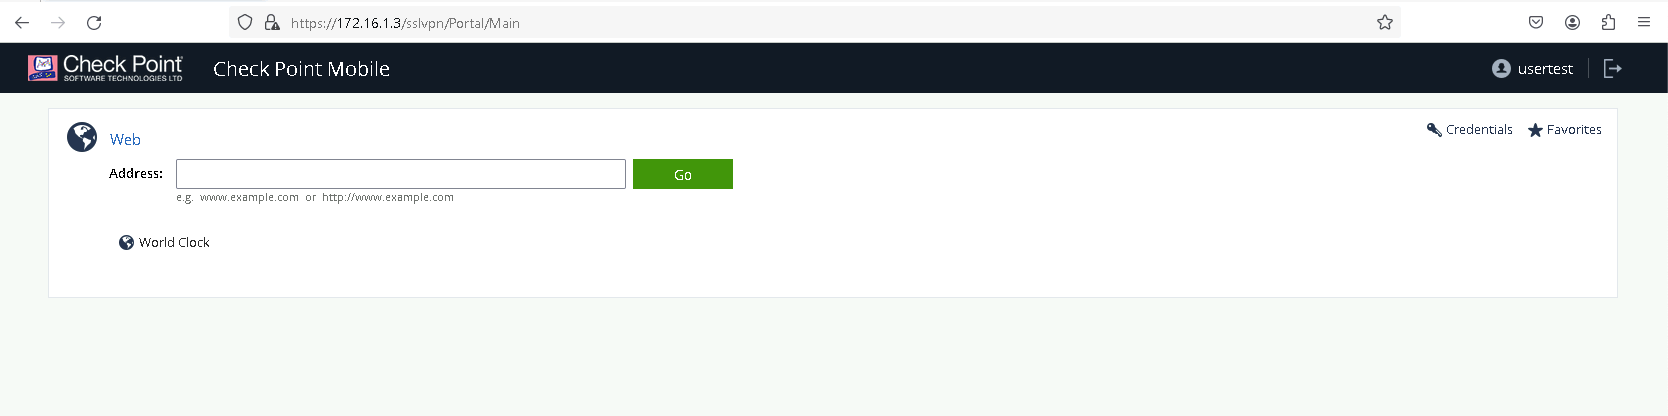 https://172.16.1.3/sslvpn/Portal/Main
Check Point
SOFTWARE TECHNOLOGIES LTD
Check Point Mobile
usertest
Web
Credentials
Favorites
Address:
Go
e.g. www.example.com or http://www.example.com
World Clock